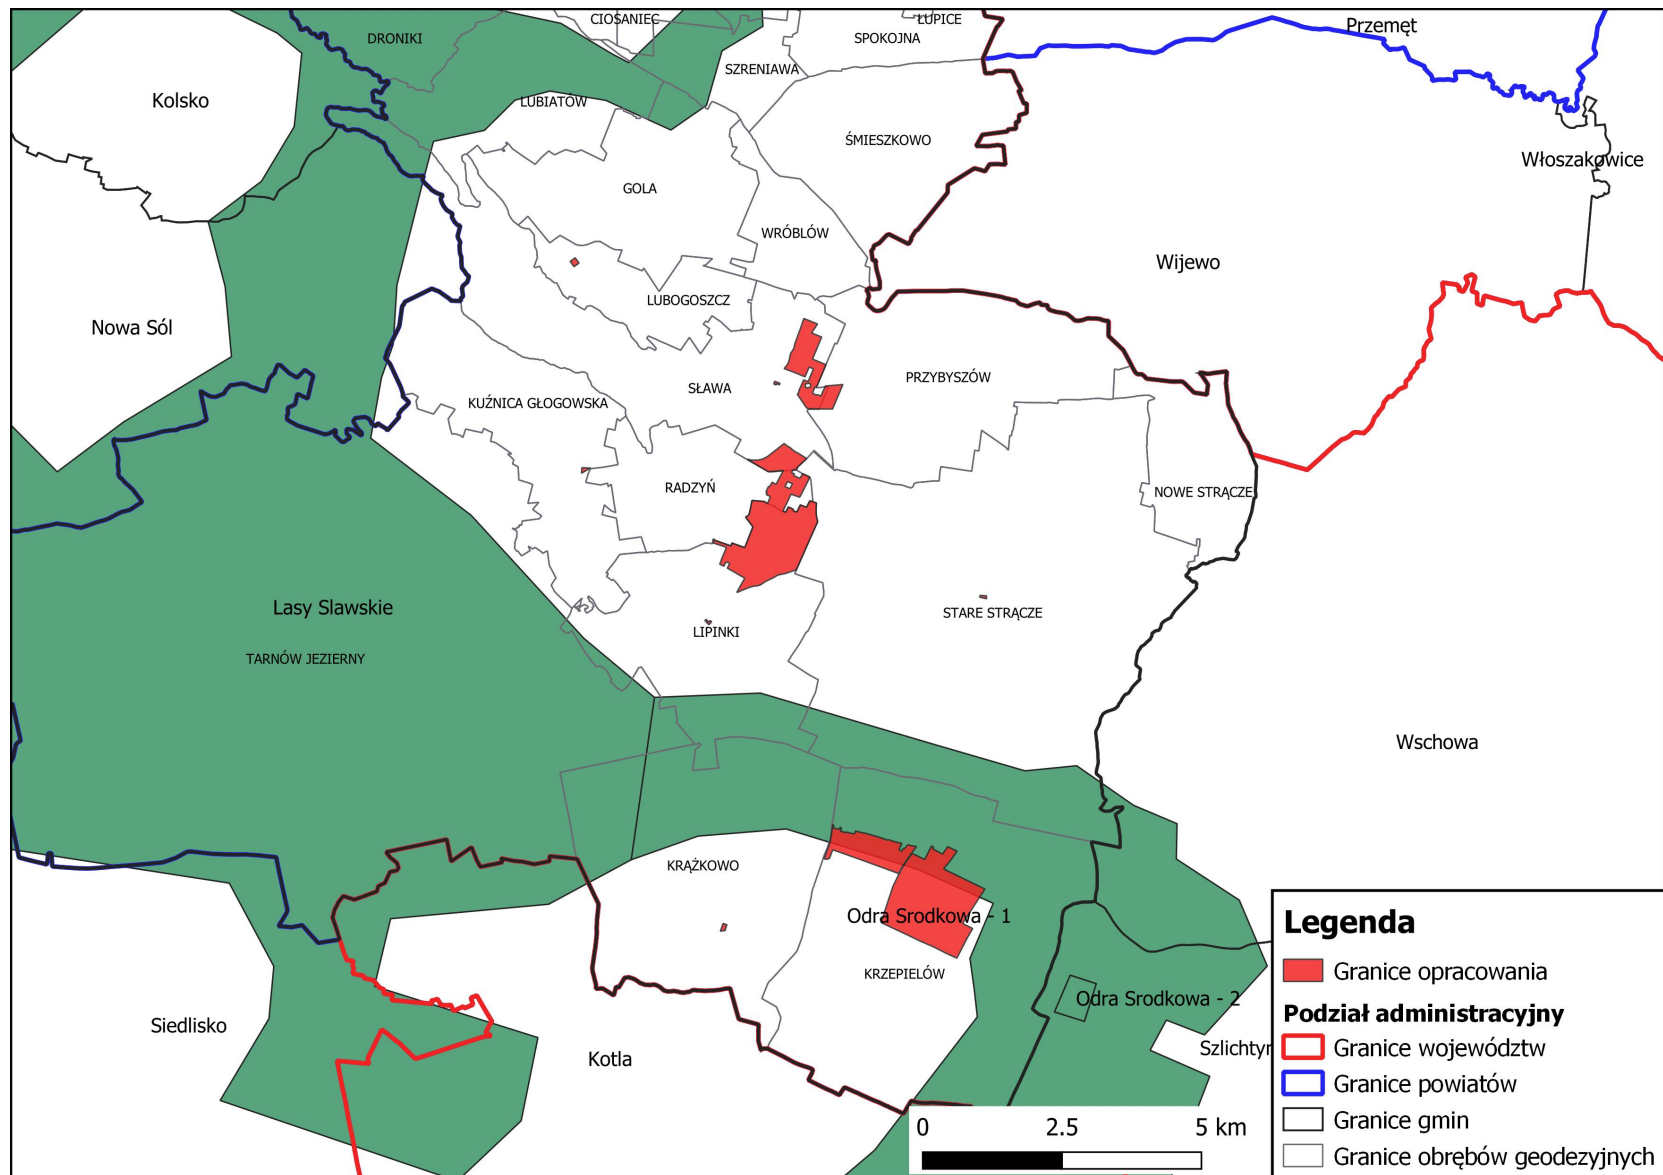 CIOSANIEC
ŁUPICE
Przemęt
DRONIKI
SPOKOJNA
SZRENIAWA
Kolsko
LUBIATÓW
ŚMIESZKOWO
Włoszakowice
GOLA
WRÓBLÓW
Wijewo
LUBOGOSZCZ
Nowa Sól
PRZYBYSZÓW
SŁAWA
KUŹNICA GŁOGOWSKA
RADZYŃ
NOWE STRĄCZE
Lasy Slawskie
STARE STRĄCZE
LIPINKI
TARNÓW JEZIERNY
Wschowa
KRĄŻKOWO
Odra Srodkowa - 1
KRZEPIELÓW
Odra Srodkowa - 2
Siedlisko
Szlichtyn
Kotla
0 2.5 5 km
Legenda
Granice opracowania
Podział administracyjny
Granice województw
Granice powiatów
Granice gmin
Granice obrębów geodezyjnych